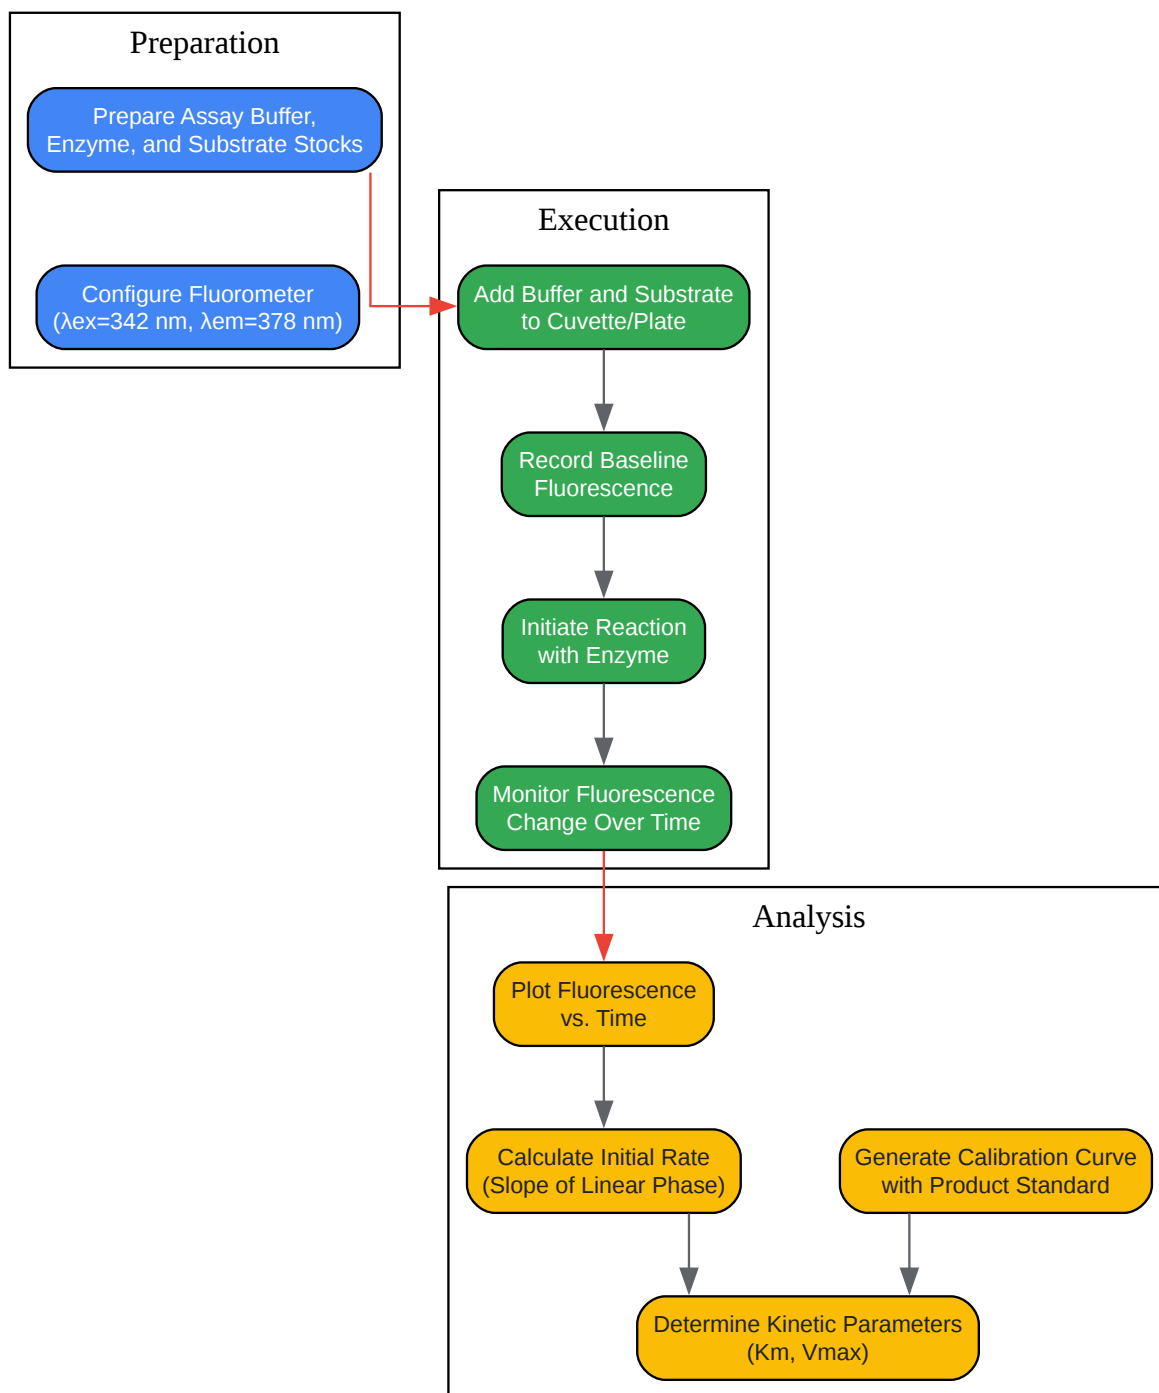 Preparation
Prepare Assay Buffer,
Enzyme, and Substrate Stocks
Configure Fluorometer
(λex=342 nm, λem=378 nm)
Execution
Add Buffer and Substrate
to Cuvette/Plate
Record Baseline
Fluorescence
Initiate Reaction
with Enzyme
Monitor Fluorescence
Change Over Time
Analysis
Plot Fluorescence
vs. Time
Calculate Initial Rate
(Slope of Linear Phase)
Generate Calibration Curve
with Product Standard
Determine Kinetic Parameters
(Km, Vmax)